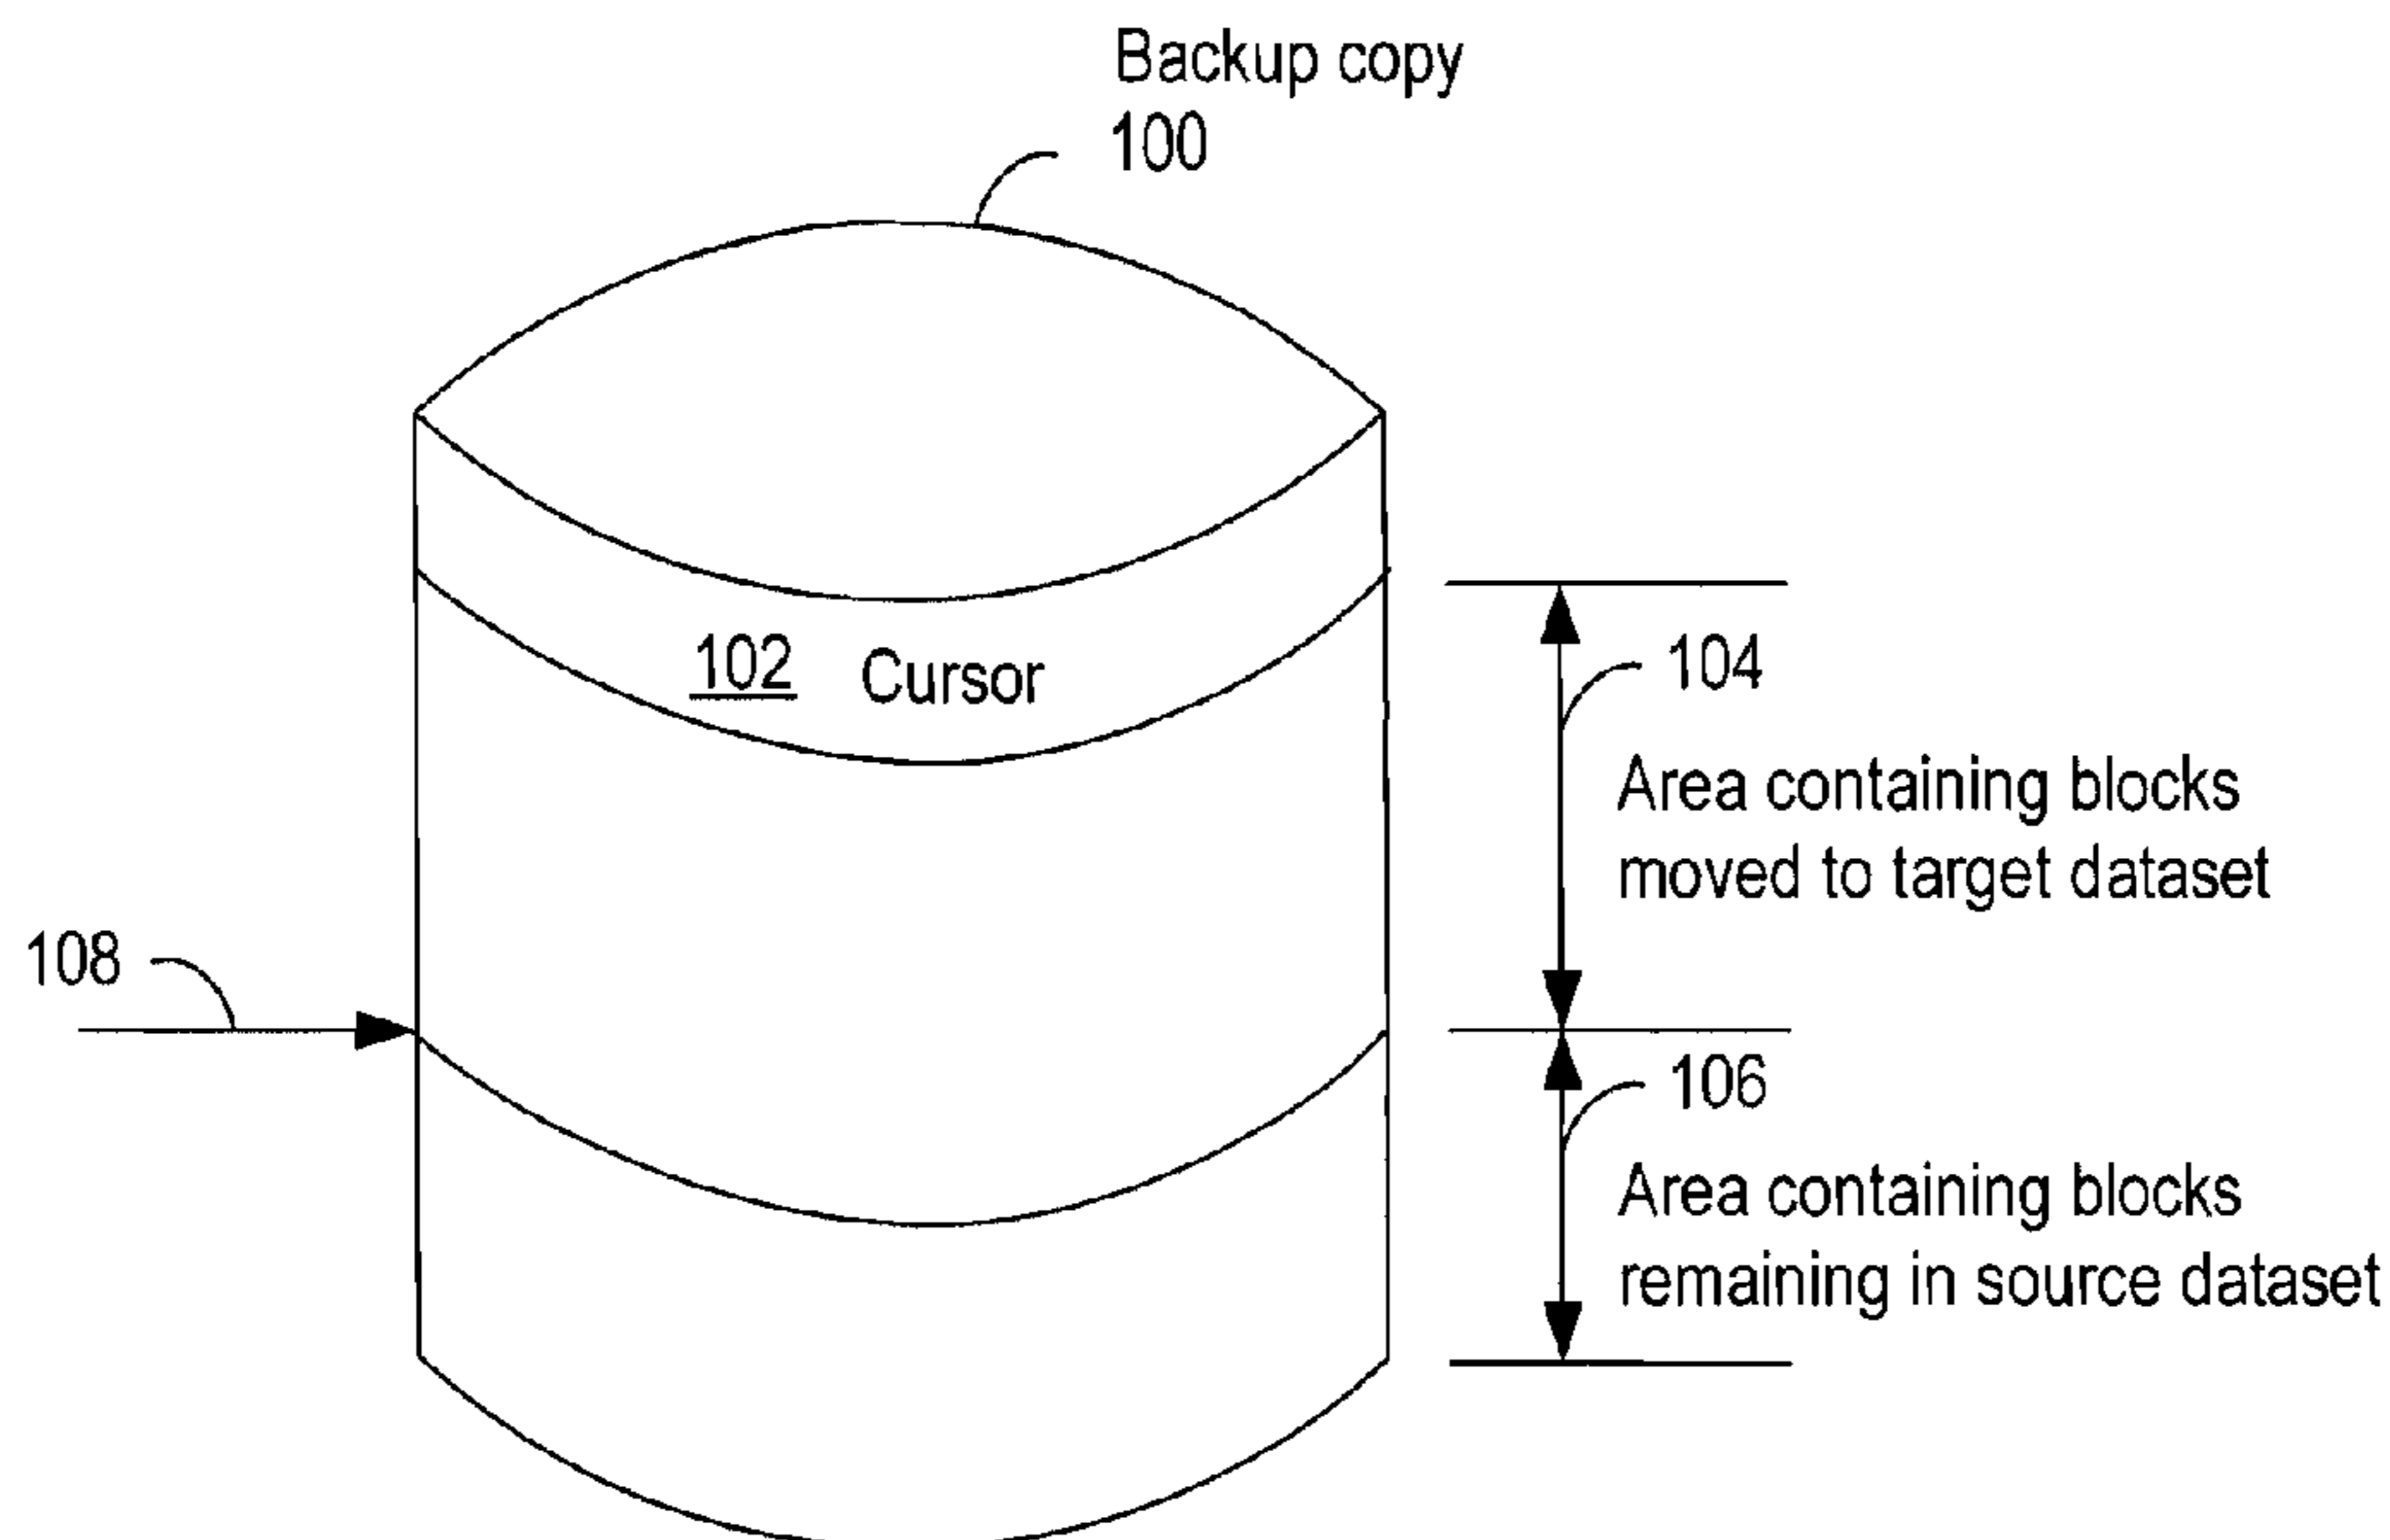 Backup copy
100
102 Cursor
104
Area containing blocks
moved to target dataset
108
106
Area containing blocks
remaining in source dataset